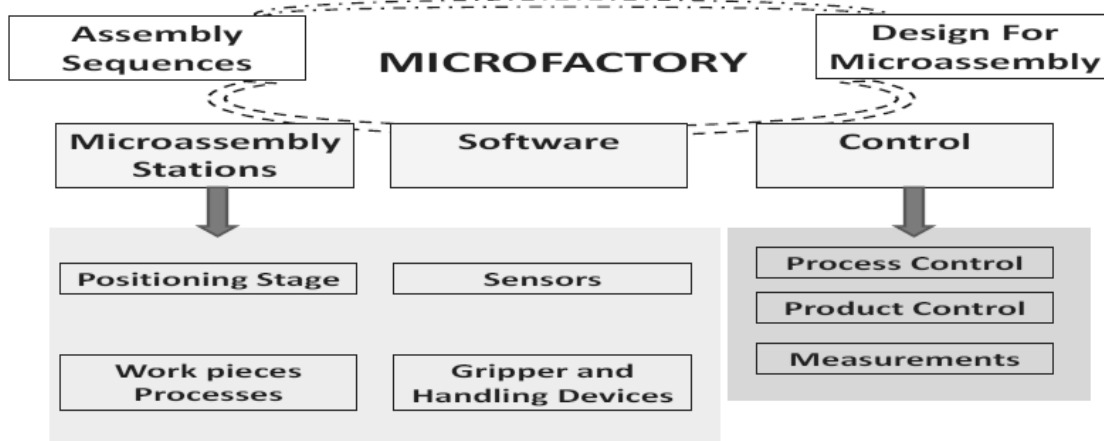 Assembly
Sequences
MICROFACTORY
Design For
Microassembly
Microassembly
Stations
Software
Control
Positioning Stage
Sensors
Work pieces
Processes
Gripper and
Handling Devices
Process Control
Product Control
Measurements